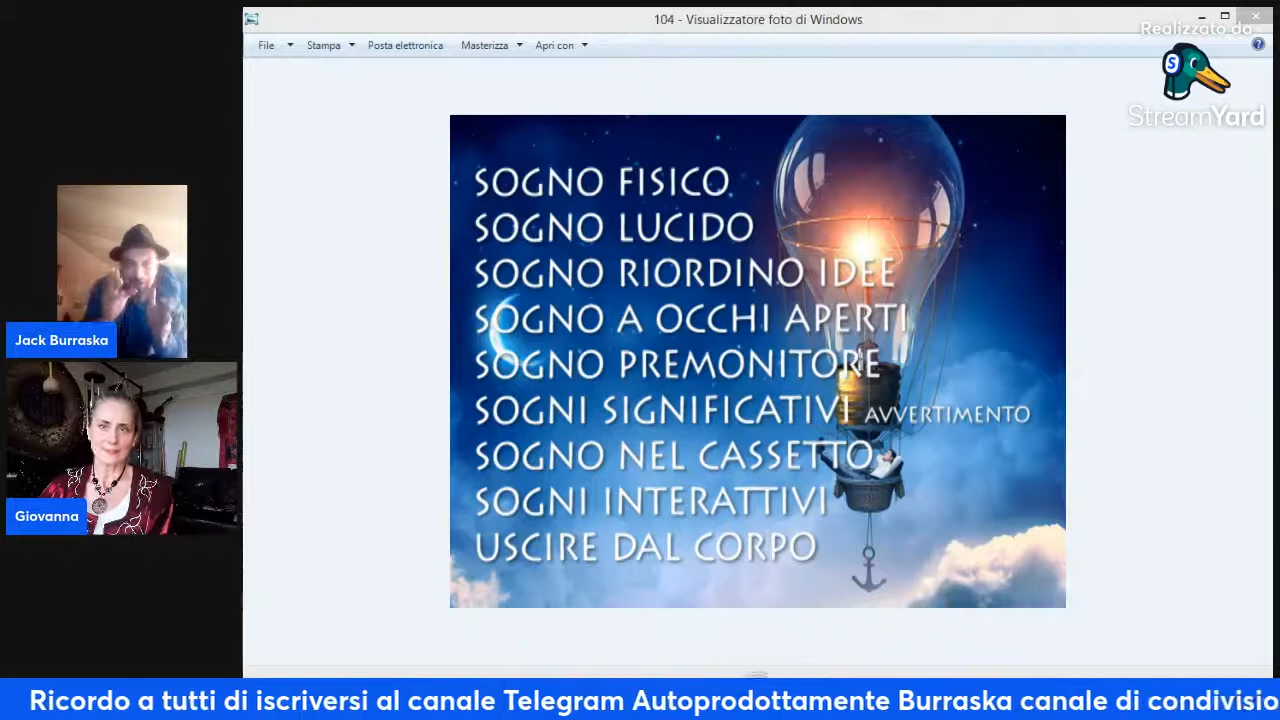 104 - Visualizzatore foto di Windows
Realizzato da
File Stampa Posta elettronica Masterizza Apri con
StreamYard
SOGNO FISICO
SOGNO LUCIDO
SOGNO RIORDINO IDEE
SOGNO A OCCHI APERTI
SOGNO PREMONITORE
SOGNI SIGNIFICATIVI AVVERTIMENTO
SOGNO NEL CASSETTO
SOGNI INTERATTIVI
USCIRE DAL CORPO
Jack Burraska
Giovanna
Ricordo a tutti di iscriversi al canale Telegram Autoprodottamente Burraska canale di condivisio